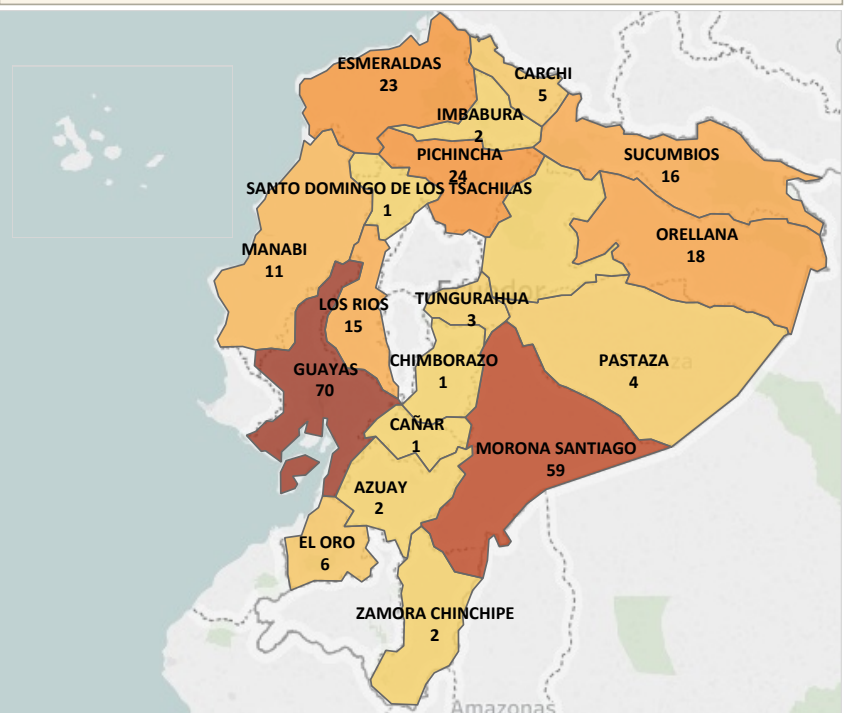 ESMERALDAS
23
CARCHI
5
IMBABURA
2
PICHINCHA
24
SUCUMBIOS
16
SANTO DOMINGO DE LOS TSACHILAS
1
ORELLANA
18
MANABI
11
Ecuador
TUNGURAHUA
3
LOS RIOS
15
CHIMBORAZO
1
PASTAZA
4
GUAYAS
70
CAÑAR
1
MORONA SANTIAGO
59
AZUAY
2
EL ORO
6
ZAMORA CHINCHIPE
2
Amazonas